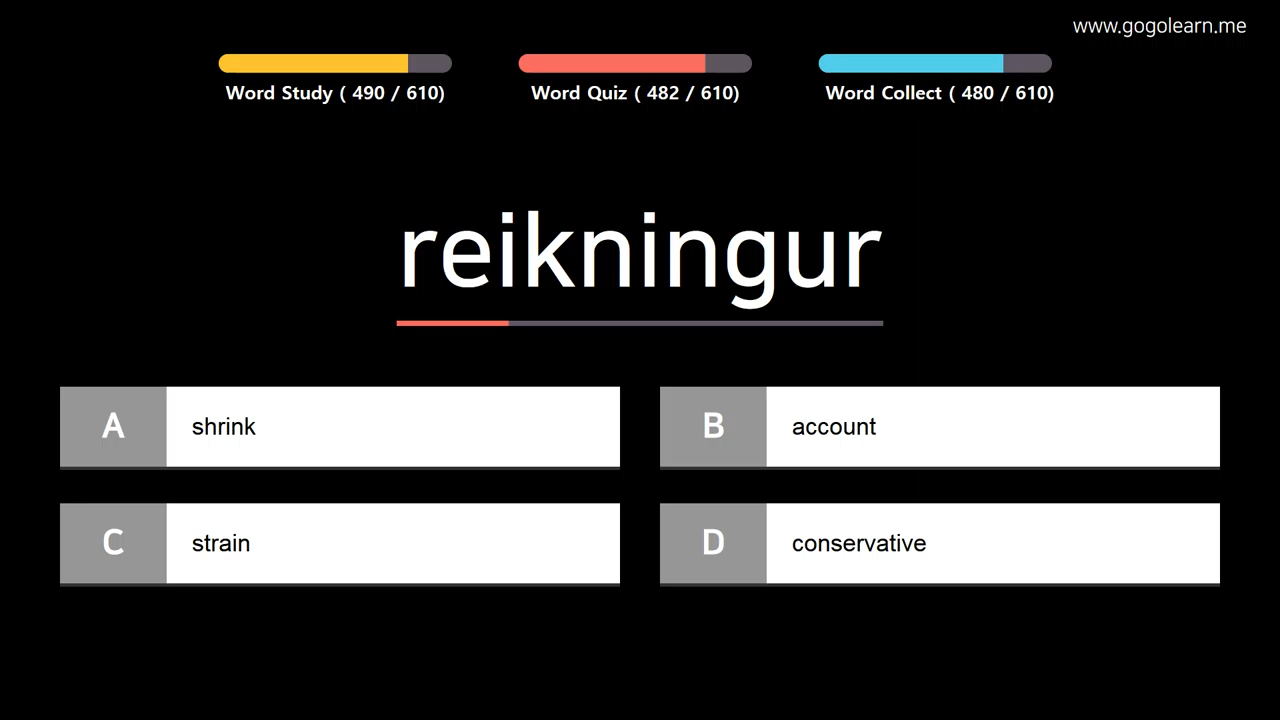 www.gogolearn.me
Word Study ( 490 / 610)
Word Quiz ( 482 / 610)
Word Collect ( 480 / 610)
reikningur
A shrink
B account
C strain
D conservative